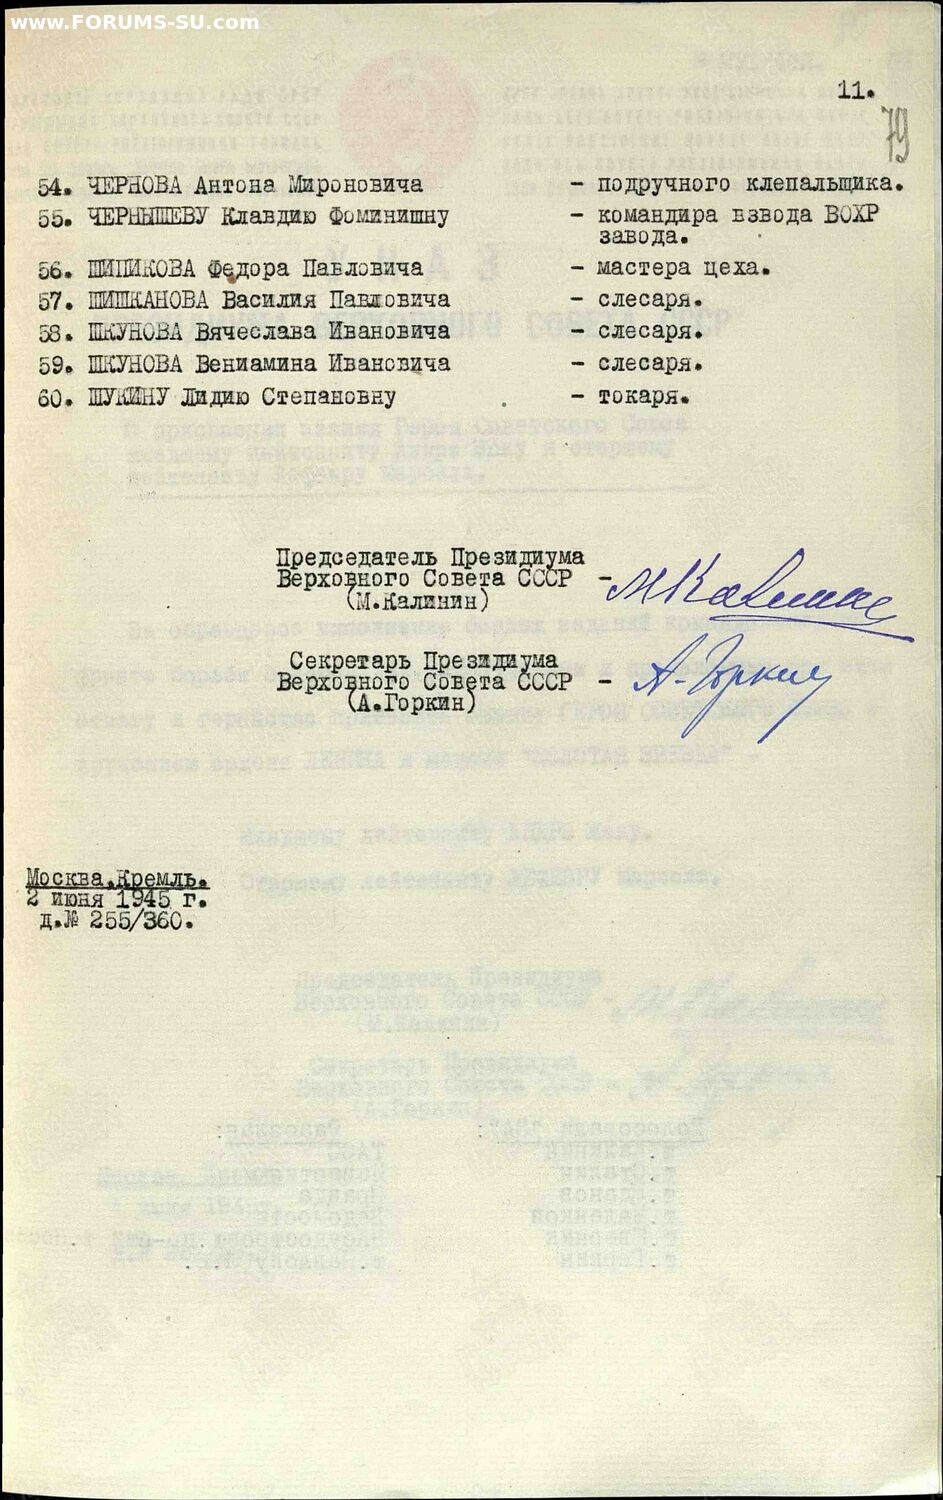 www.FORUMS-SU.com
11.
79
54. ЧЕРНОВА Антона Мироновича - подручного клепальщика.
55. ЧЕРНЫШЕВУ Клавдию Фоминишну - командира взвода ВОХР
завода.
56. ШИПИКОВА Федора Павловича - мастера цеха.
57. ШИШКАНОВА Василия Павловича - слесаря.
58. ШКУНОВА Вячеслава Ивановича - слесаря.
59. ШКУНОВА Вениамина Ивановича - слесаря.
60. ШУКИНУ Лидию Степановну - токаря.
Председатель Президиума
Верховного Совета СССР - М Калинин
(М.Калинин)
Секретарь Президиума
Верховного Совета СССР - А. Горкин
(А.Горкин)
Москва, Кремль.
2 июня 1945 г.
д.№ 255/360.